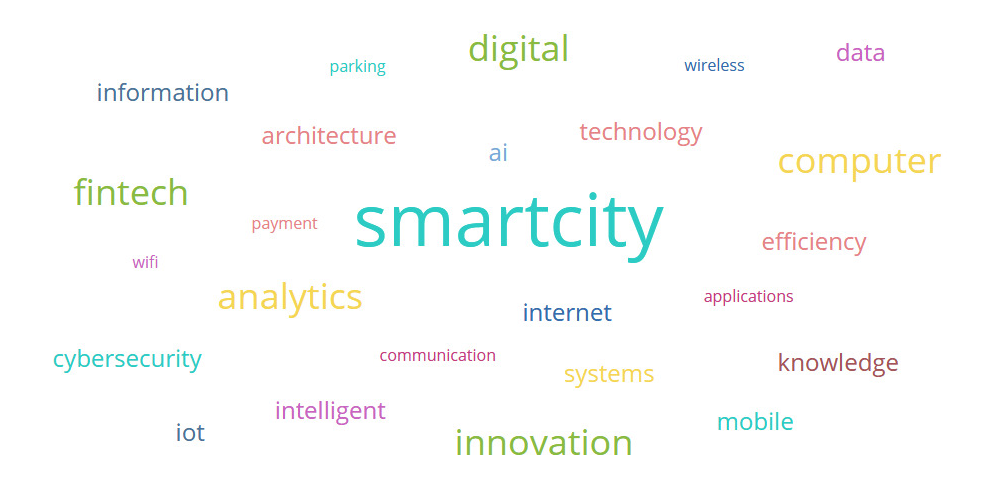 digital
data
parking
wireless
information
architecture
technology
ai
computer
fintech
smartcity
payment
efficiency
wifi
analytics
applications
internet
cybersecurity
communication
knowledge
systems
intelligent
mobile
iot
innovation